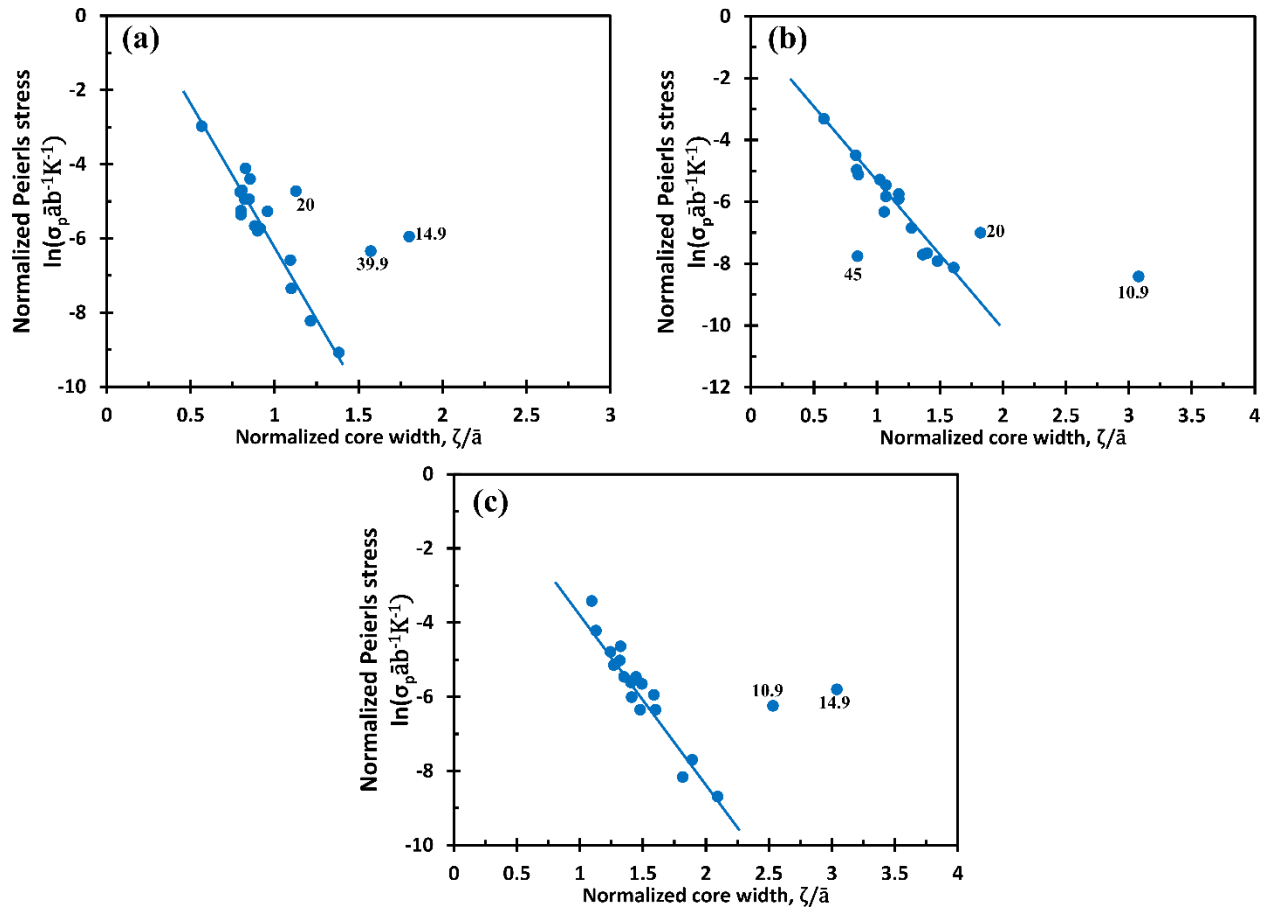 (a)
Normalized Peierls stress
ln(σₚāb⁻¹K⁻¹)
0
-2
-4
-6
-8
-10
20
14.9
39.9
0 0.5 1 1.5 2 2.5 3
Normalized core width, ζ/ā
(b)
Normalized Peierls stress
ln(σₚāb⁻¹K⁻¹)
0
-2
-4
-6
-8
-10
-12
20
45
10.9
0 0.5 1 1.5 2 2.5 3 3.5 4
Normalized core width, ζ/ā
(c)
Normalized Peierls stress
ln(σₚāb⁻¹K⁻¹)
0
-2
-4
-6
-8
-10
10.9
14.9
0 0.5 1 1.5 2 2.5 3 3.5 4
Normalized core width, ζ/ā